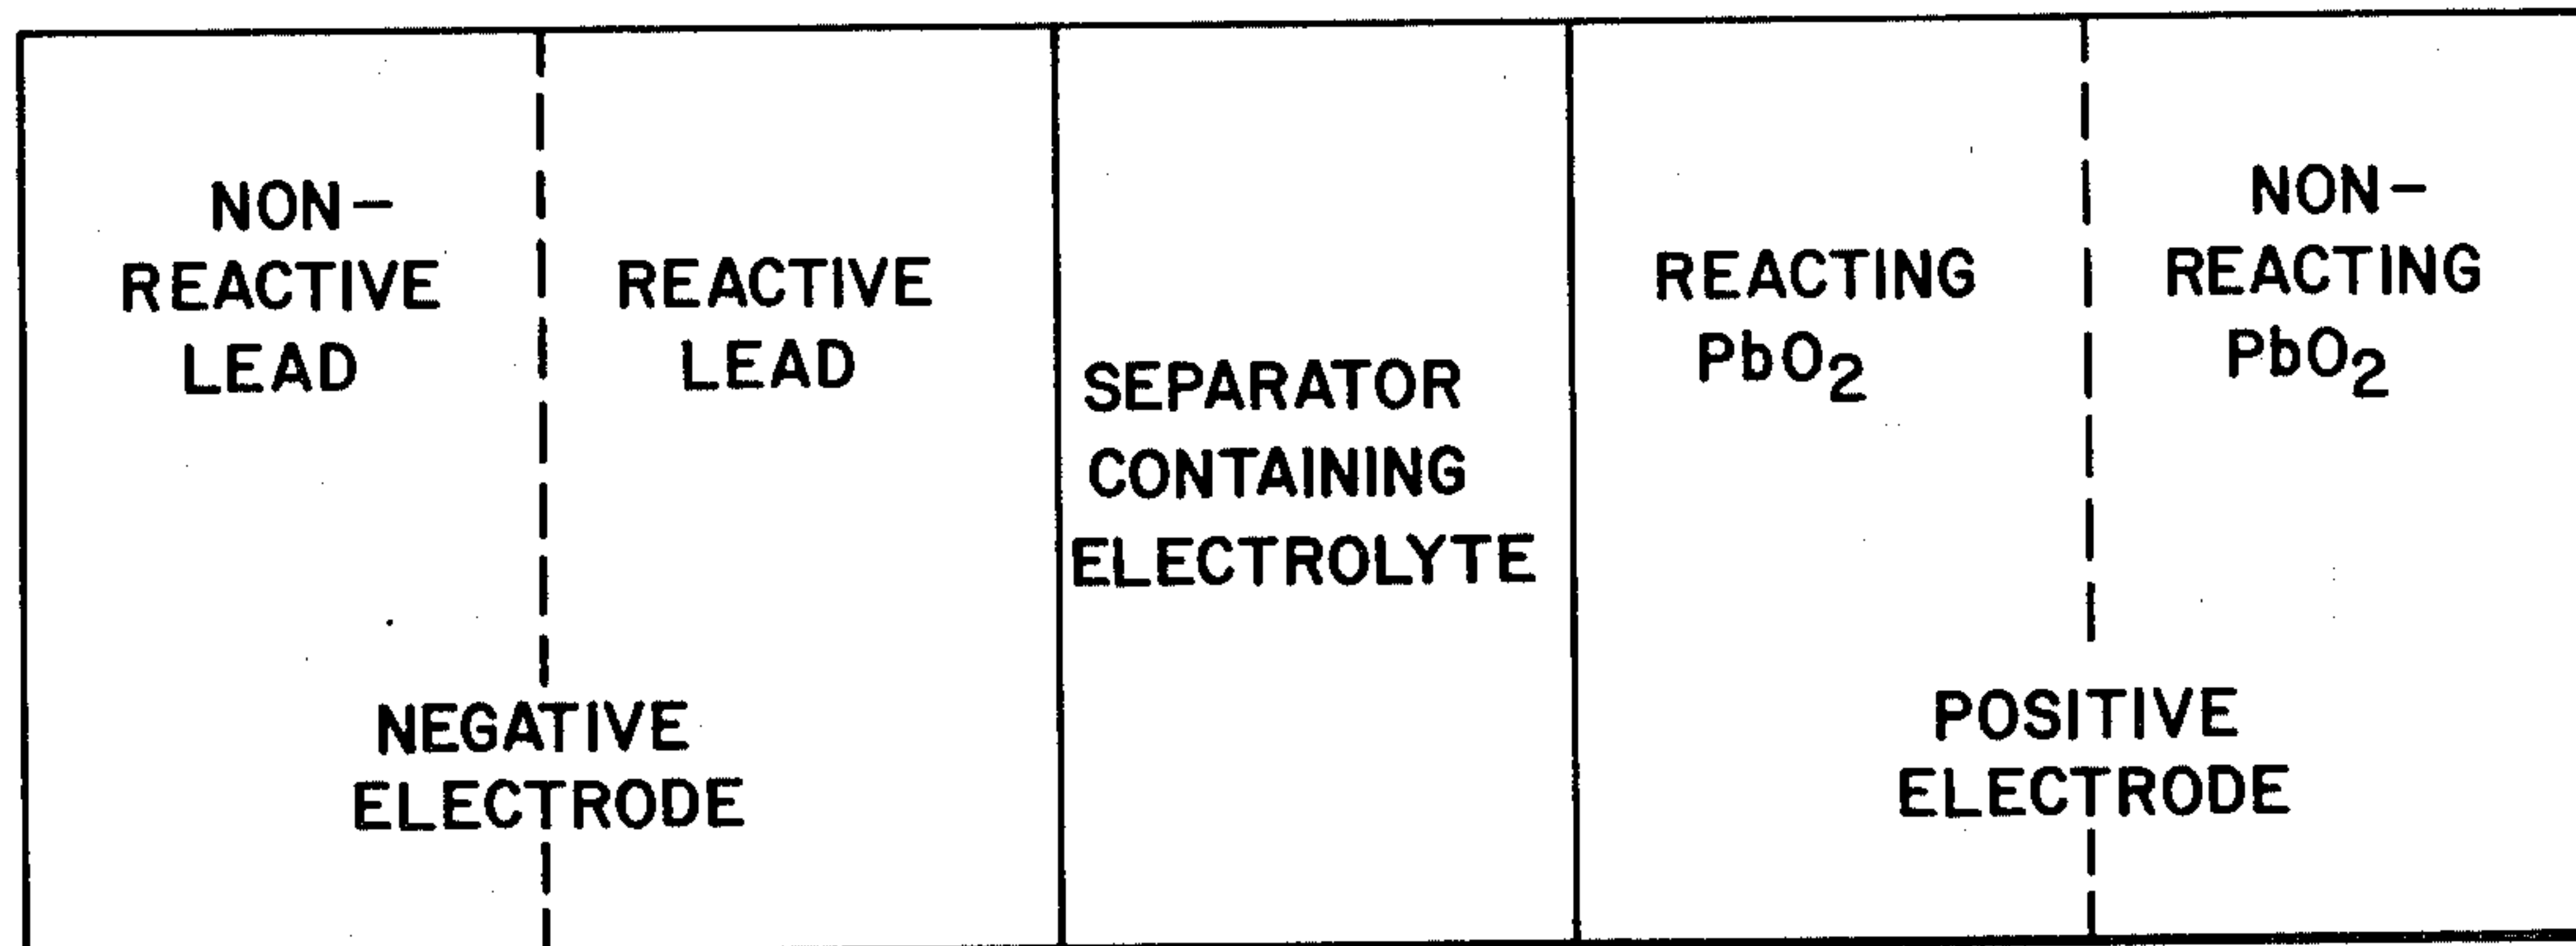 NON-
REACTIVE
LEAD
REACTIVE
LEAD
NEGATIVE
ELECTRODE
SEPARATOR
CONTAINING
ELECTROLYTE
REACTING
PbO2
NON-
REACTING
PbO2
POSITIVE
ELECTRODE